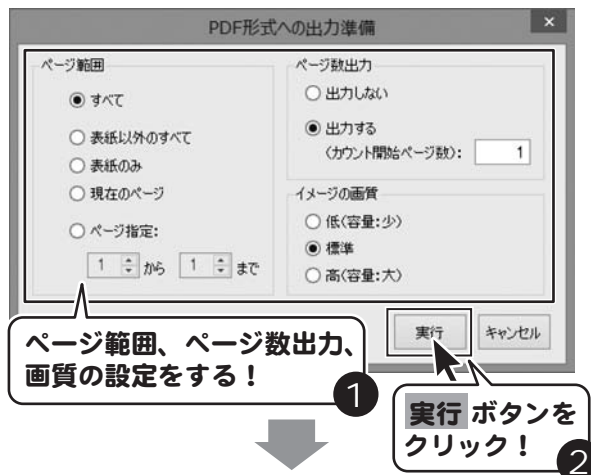 PDF形式への出力準備
×
ページ範囲
すべて
表紙以外のすべて
表紙のみ
現在のページ
ページ指定:
1 から 1 まで
ページ数出力
出力しない
出力する
(カウント開始ページ数): 1
イメージの画質
低(容量:少)
標準
高(容量:大)
実行 キャンセル
ページ範囲、ページ数出力、
画質の設定をする！
1
実行 ボタンを
クリック！
2